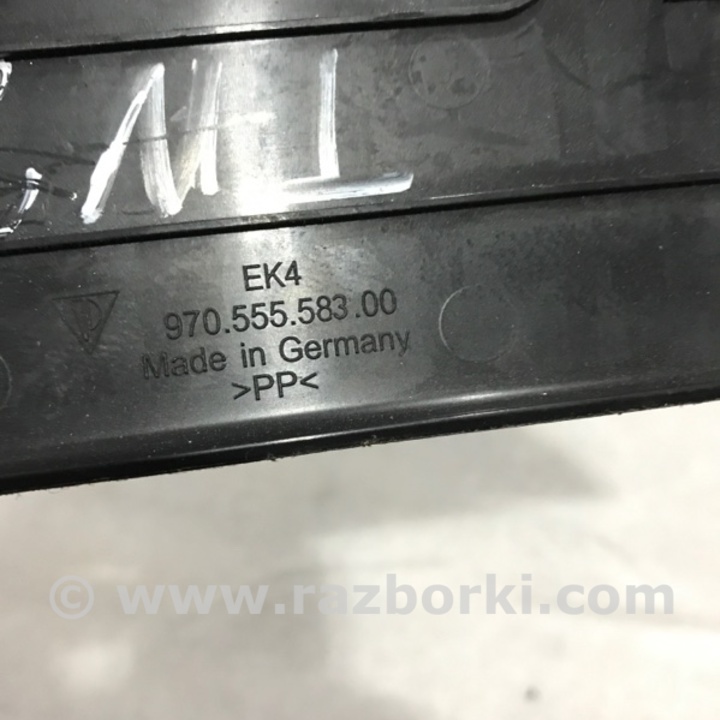 EK4
970.555.583.00
Made in Germany
>PP<
© www.razborki.com